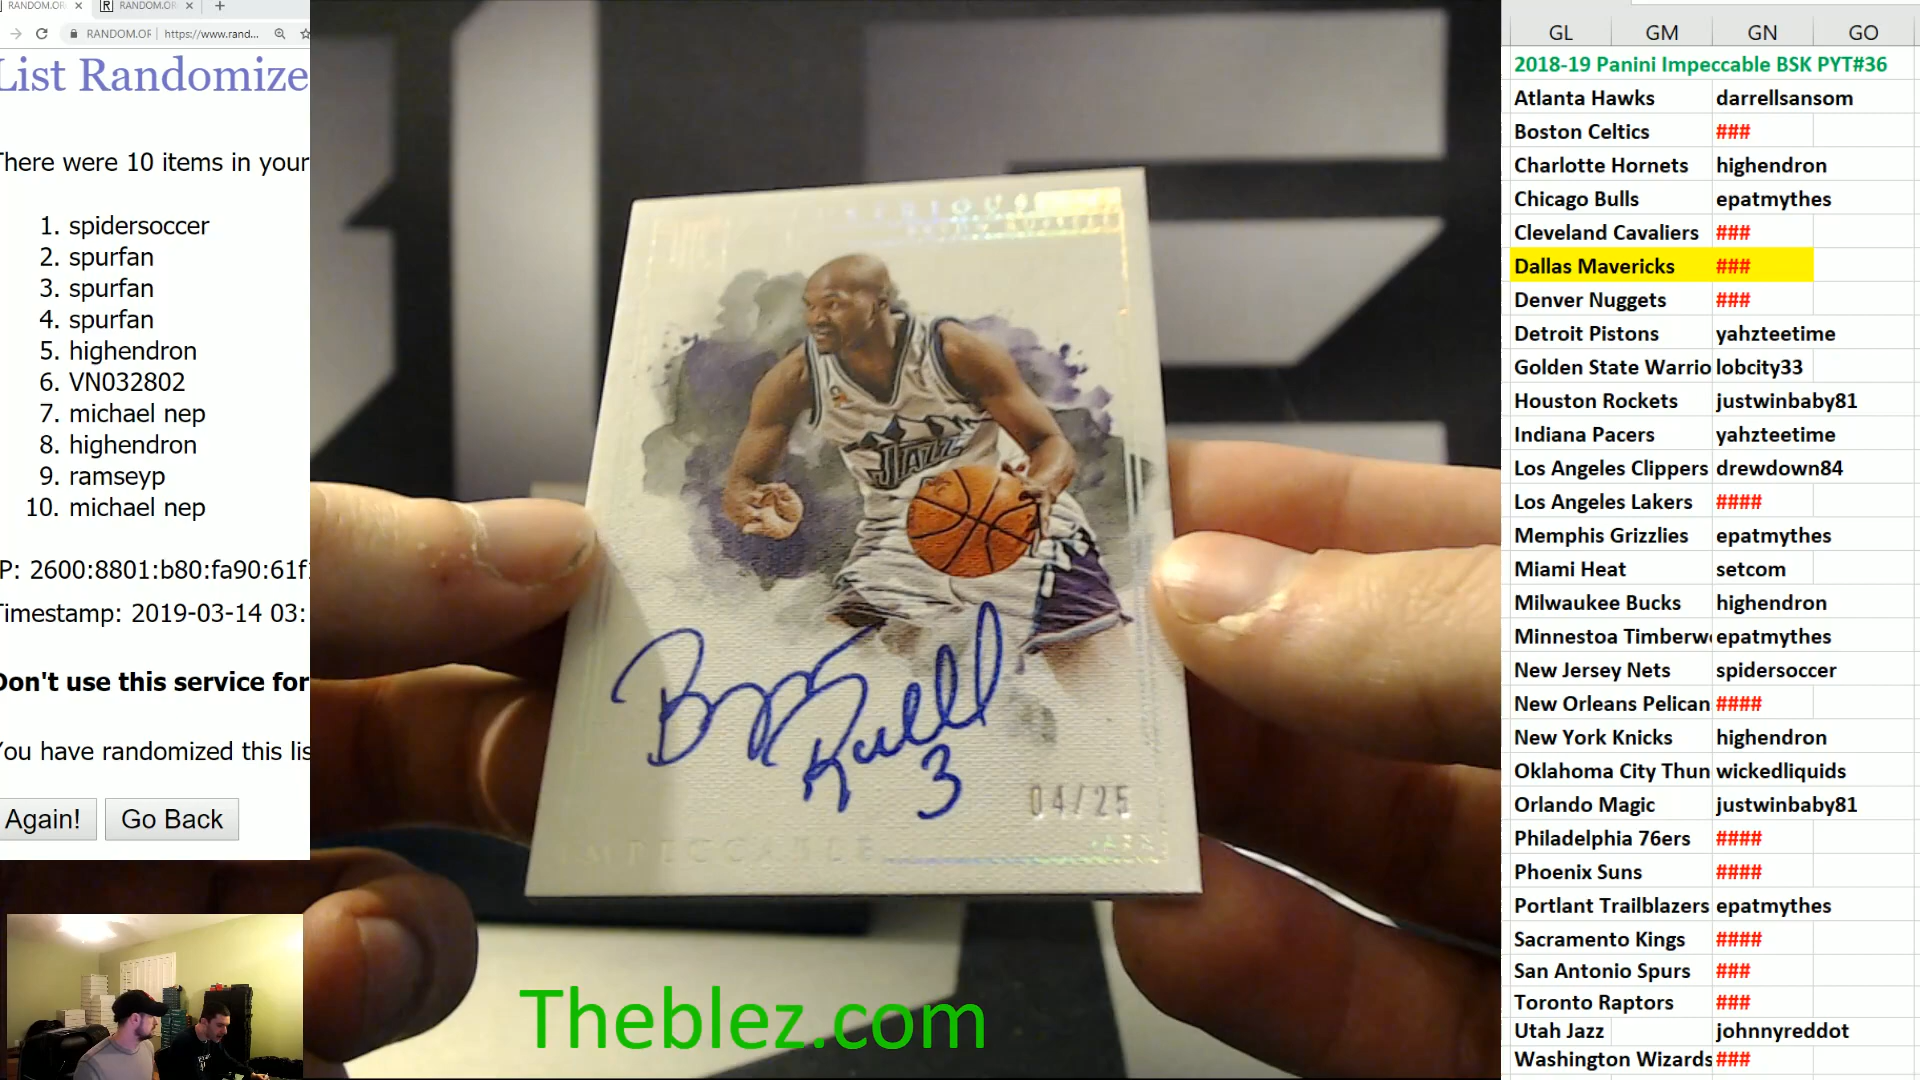 RANDOM.OR
RANDOM.OR
RANDOM.OF
https://www.rand...
List Randomize
There were 10 items in your
1. spidersoccer
2. spurfan
3. spurfan
4. spurfan
5. highendron
6. VN032802
7. michael nep
8. highendron
9. ramseyp
10. michael nep
IP: 2600:8801:b80:fa90:61f
Timestamp: 2019-03-14 03:
Don't use this service for
You have randomized this lis
Again! Go Back
JAZZ
3
04/25
IMPECCABLE
JAZZ
Theblez.com
GL GM GN GO
2018-19 Panini Impeccable BSK PYT#36
Atlanta Hawks darrellsansom
Boston Celtics ###
Charlotte Hornets highendron
Chicago Bulls epatmythes
Cleveland Cavaliers ###
Dallas Mavericks ###
Denver Nuggets ###
Detroit Pistons yahzteetime
Golden State Warrio lobcity33
Houston Rockets justwinbaby81
Indiana Pacers yahzteetime
Los Angeles Clippers drewdown84
Los Angeles Lakers ####
Memphis Grizzlies epatmythes
Miami Heat setcom
Milwaukee Bucks highendron
Minnestoa Timberw epatmythes
New Jersey Nets spidersoccer
New Orleans Pelican ####
New York Knicks highendron
Oklahoma City Thun wickedliquids
Orlando Magic justwinbaby81
Philadelphia 76ers ####
Phoenix Suns ####
Portlant Trailblazers epatmythes
Sacramento Kings ####
San Antonio Spurs ###
Toronto Raptors ###
Utah Jazz johnnyreddot
Washington Wizards ###